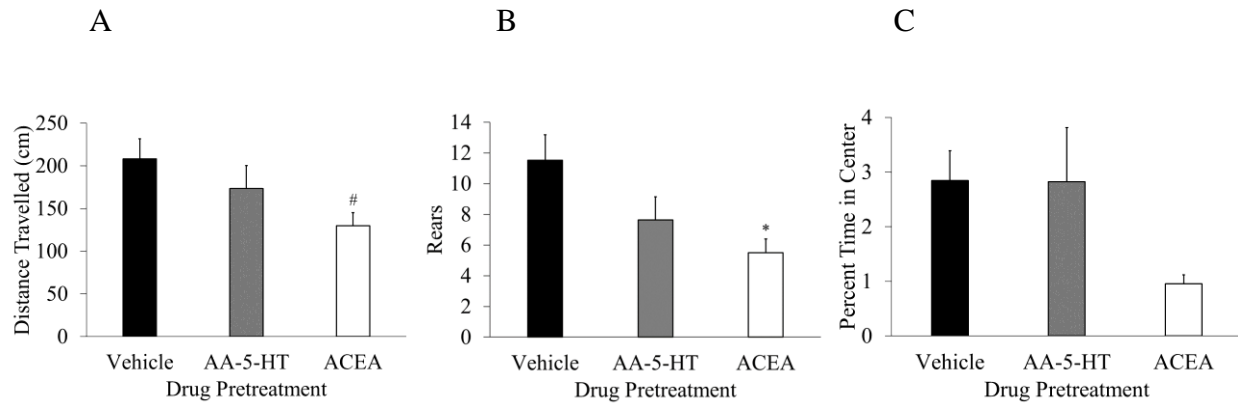 A
B
C
Distance Travelled (cm)
250
200
150
100
50
0
#
Vehicle AA-5-HT ACEA
Drug Pretreatment
Rears
14
12
10
8
6
4
2
0
*
Vehicle AA-5-HT ACEA
Drug Pretreatment
Percent Time in Center
4
3
2
1
0
Vehicle AA-5-HT ACEA
Drug Pretreatment